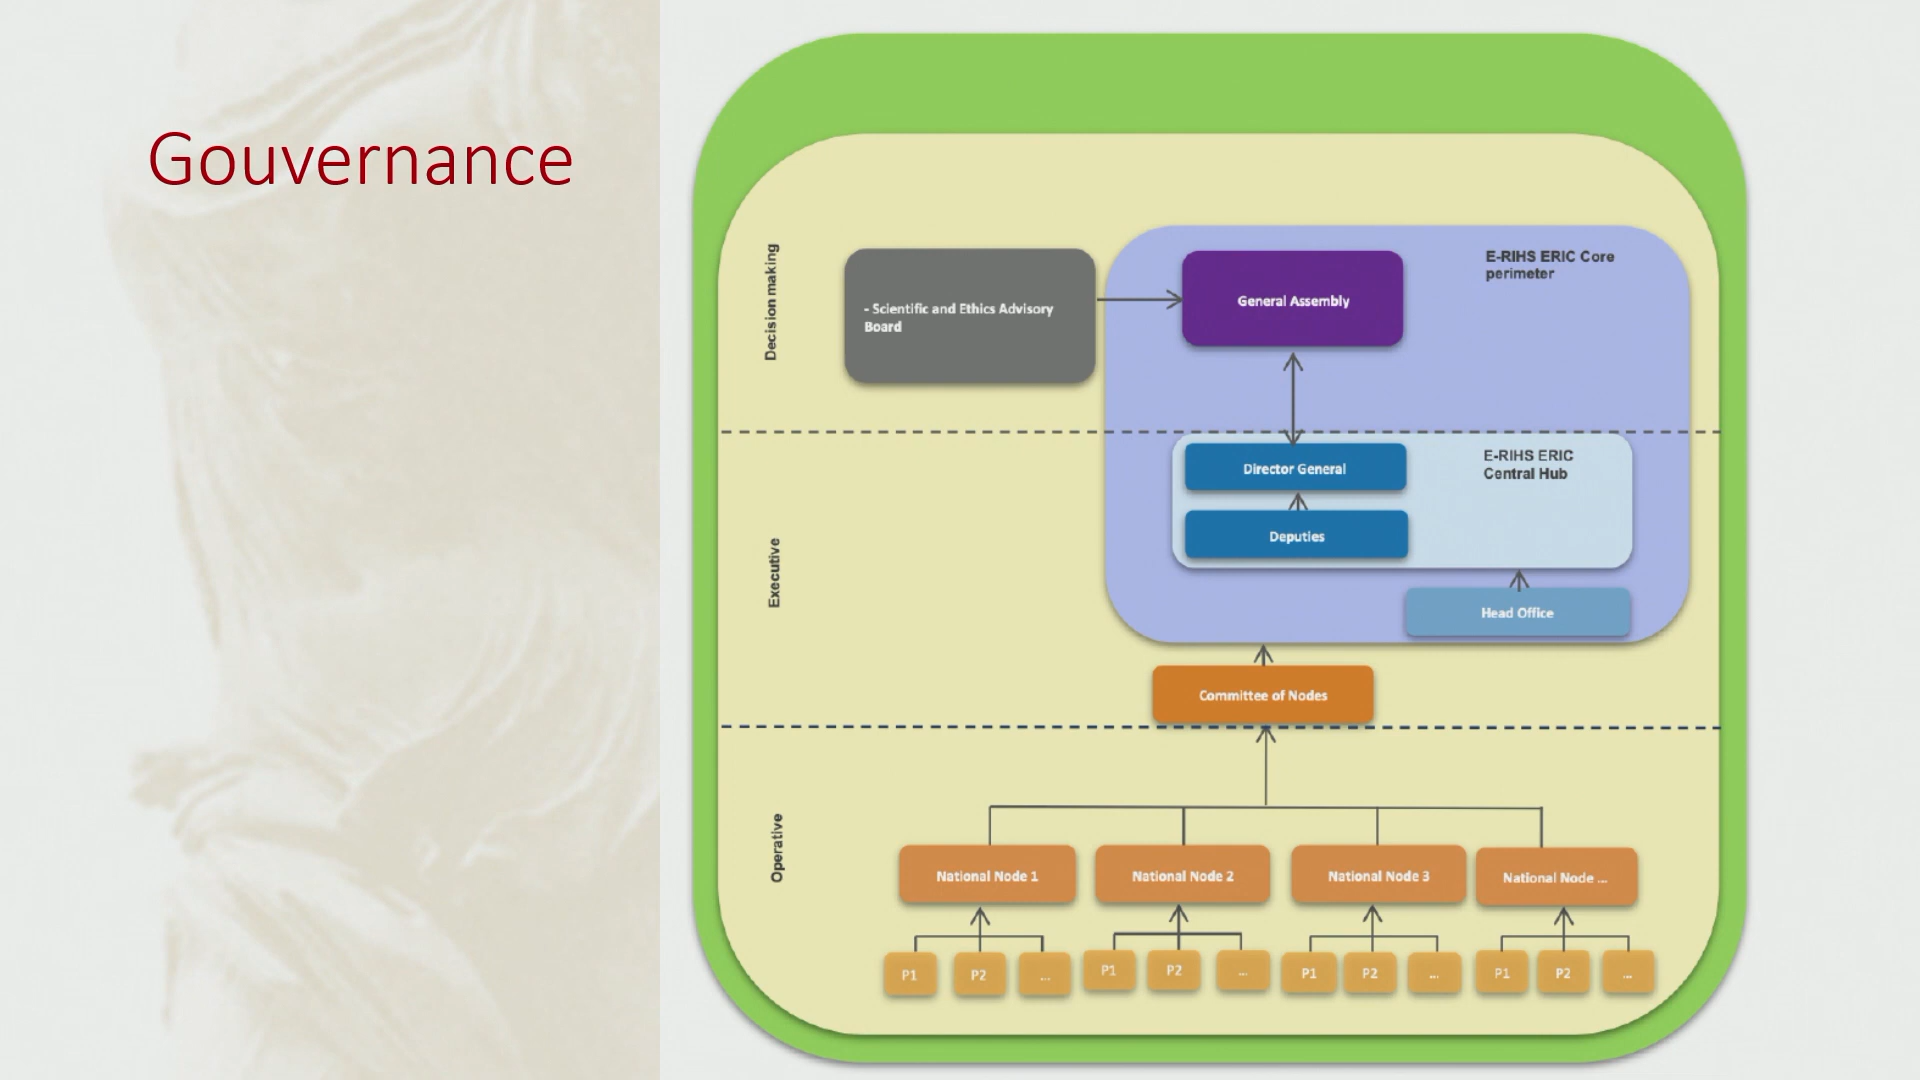 Gouvernance
Decision making
- Scientific and Ethics Advisory
Board
General Assembly
E-RIHS ERIC Core
perimeter
Executive
Director General
E-RIHS ERIC
Central Hub
Deputies
Head Office
Committee of Nodes
Operative
National Node 1
National Node 2
National Node 3
National Node ...
P1
P2
...
P1
P2
...
P1
P2
...
P1
P2
...